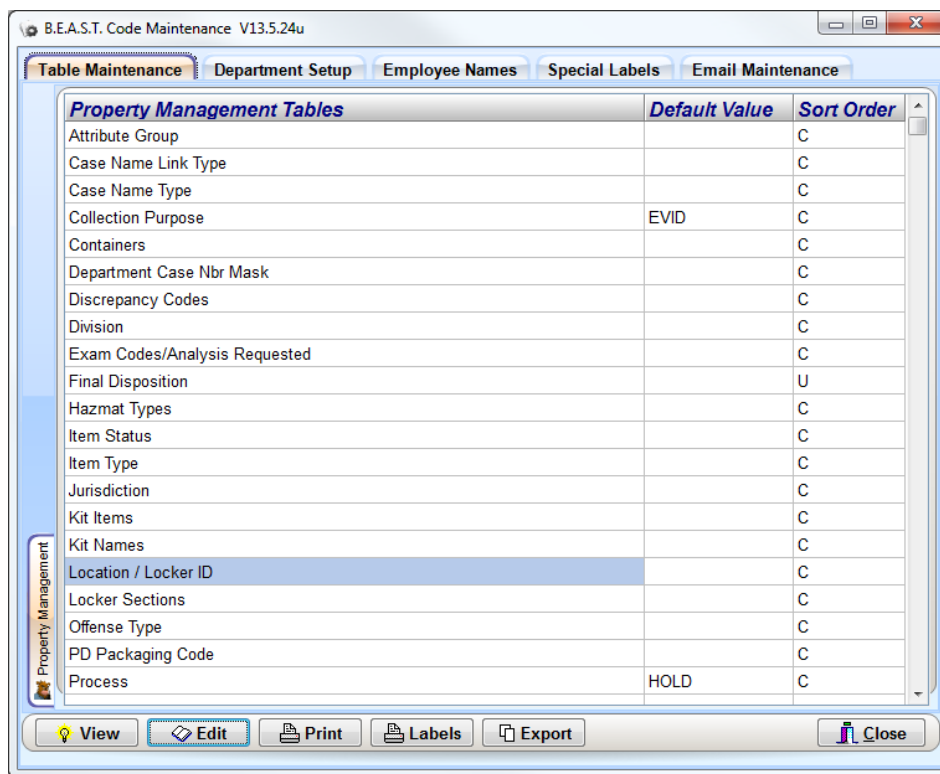 B.E.A.S.T. Code Maintenance V13.5.24u
Table Maintenance Department Setup Employee Names Special Labels Email Maintenance
Property Management Tables Default Value Sort Order
Attribute Group C
Case Name Link Type C
Case Name Type C
Collection Purpose EVID C
Containers C
Department Case Nbr Mask C
Discrepancy Codes C
Division C
Exam Codes/Analysis Requested C
Final Disposition U
Hazmat Types C
Item Status C
Item Type C
Jurisdiction C
Kit Items C
Kit Names C
Location / Locker ID C
Locker Sections C
Offense Type C
PD Packaging Code C
Process HOLD C
Property Management
View Edit Print Labels Export Close